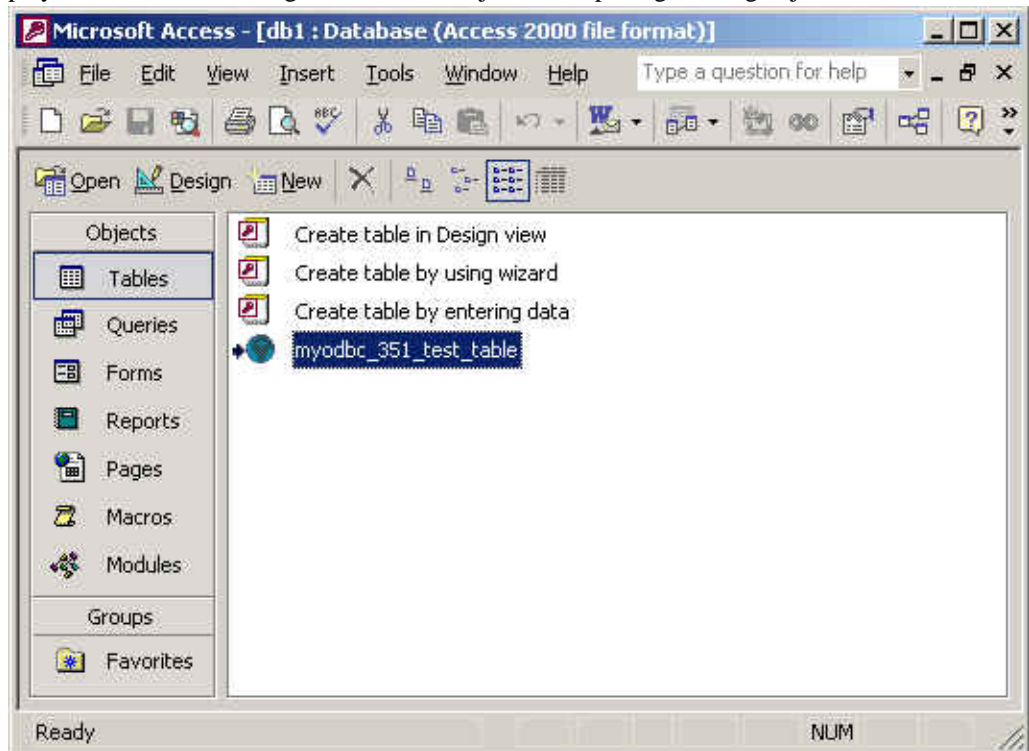 Microsoft Access - [db1 : Database (Access 2000 file format)]
File Edit View Insert Tools Window Help Type a question for help
Open Design New
Objects
Tables
Queries
Forms
Reports
Pages
Macros
Modules
Groups
Favorites
Create table in Design view
Create table by using wizard
Create table by entering data
myodbc_351_test_table
Ready NUM